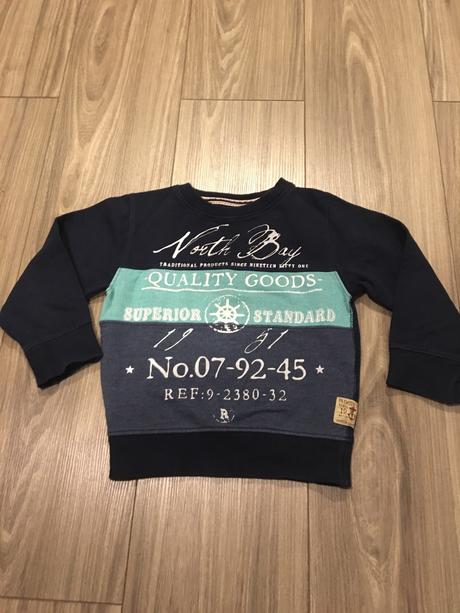 North Bay
TRADITIONAL PRODUCTS SINCE NINETEEN FIFTY ONE
-QUALITY GOODS-
SUPERIOR STANDARD
19 51
No.07-92-45
REF:9-2380-32
R